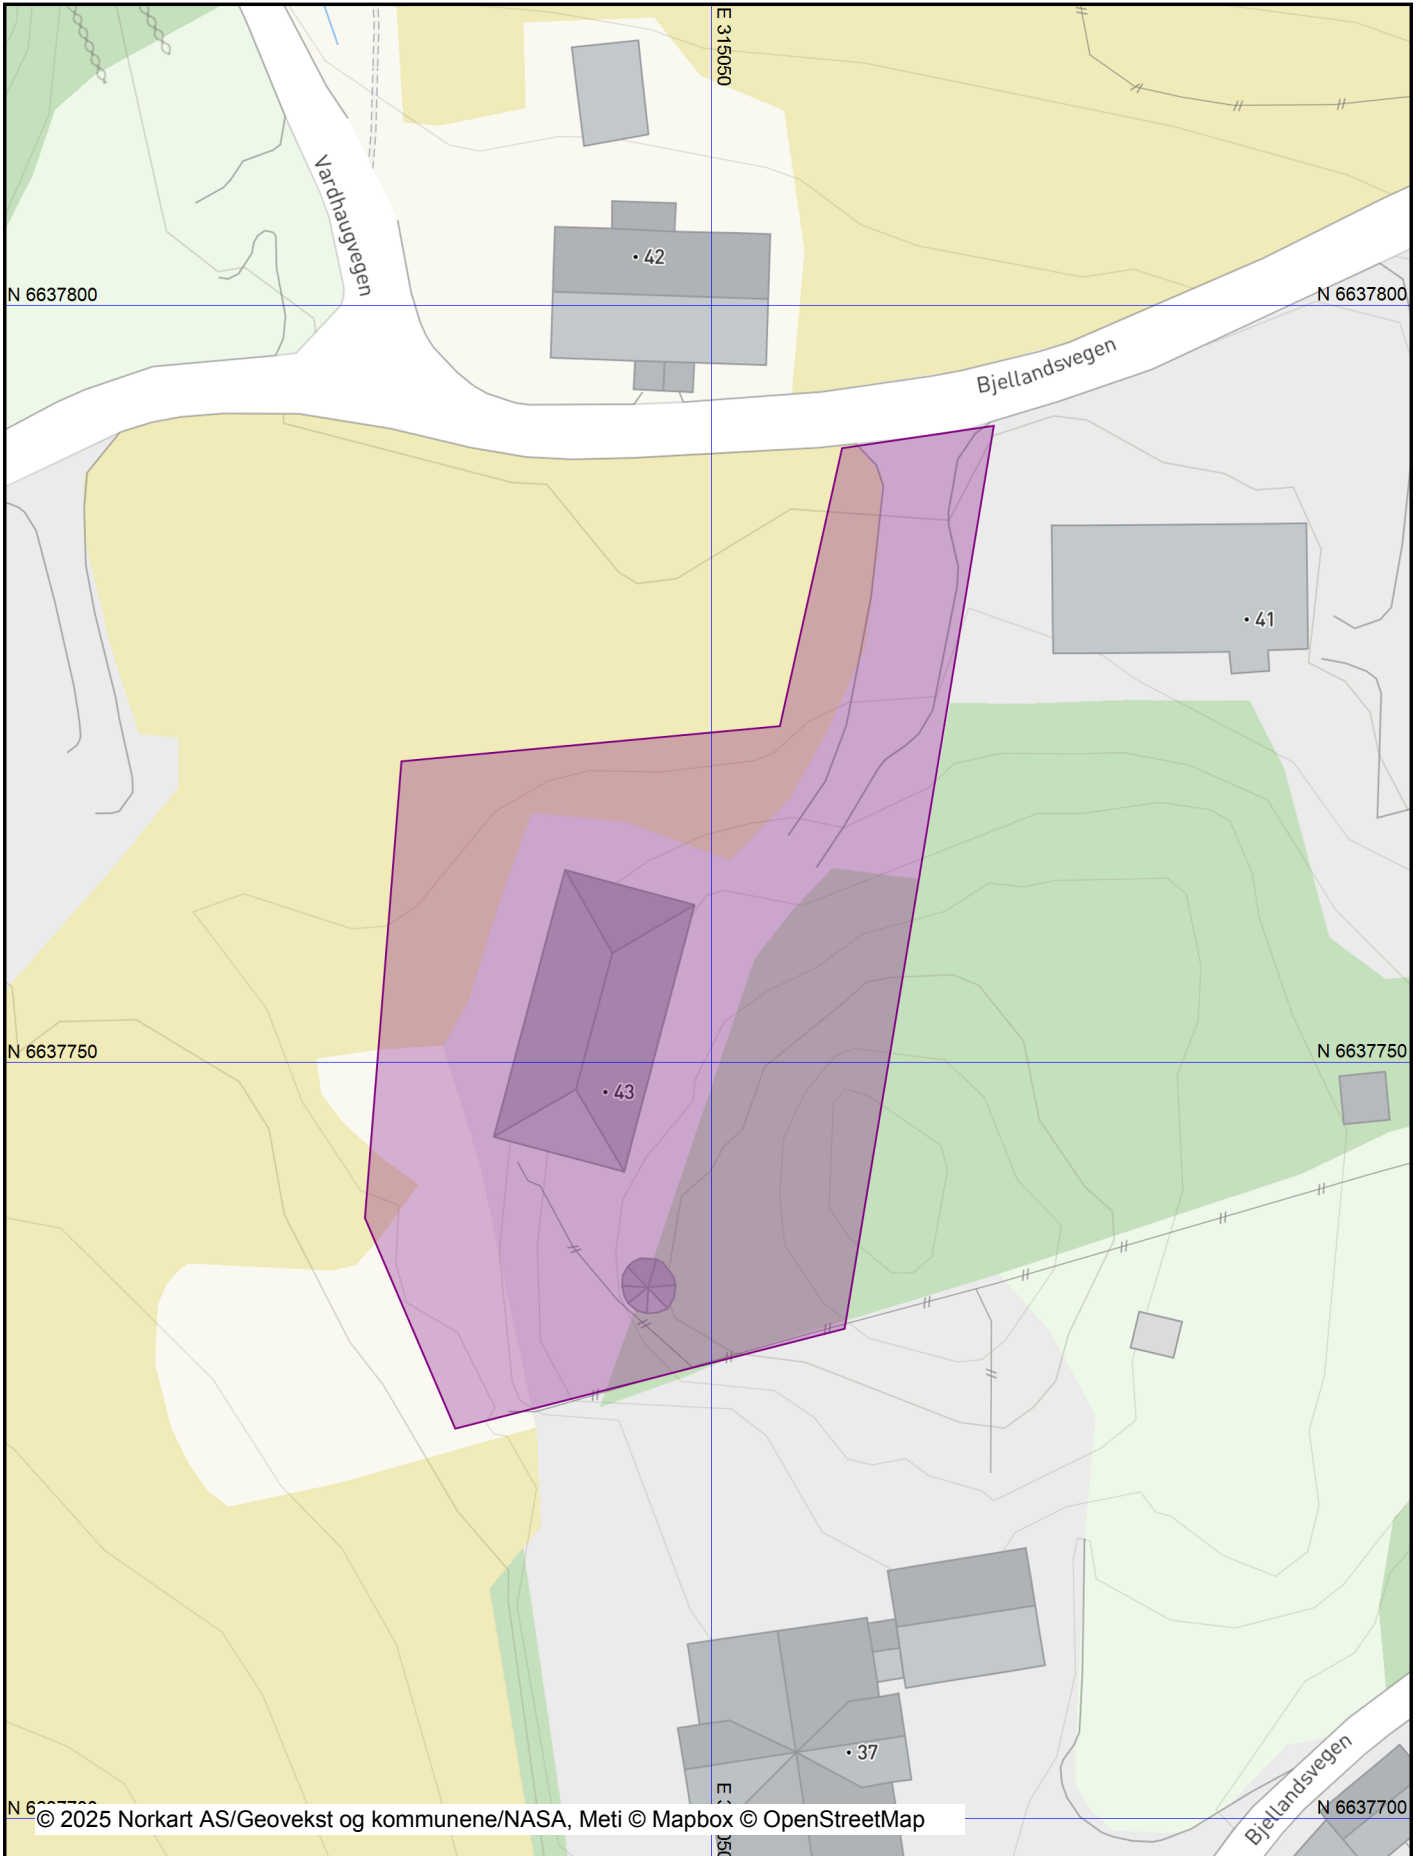 E 315050
Vardhaugvegen
42
N 6637800
N 6637800
Bjellandsvegen
41
N 6637750
N 6637750
43
37
Bjellandsvegen
N 6637700
© 2025 Norkart AS/Geovekst og kommunene/NASA, Meti © Mapbox © OpenStreetMap